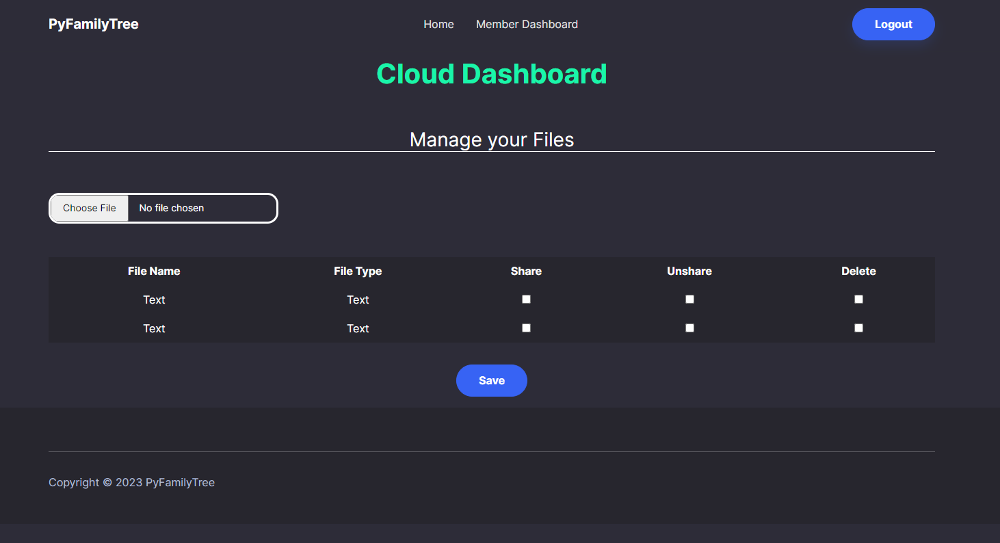 PyFamilyTree Home Member Dashboard Logout
Cloud Dashboard
Manage your Files
Choose File No file chosen
File Name File Type Share Unshare Delete
Text Text
Text Text
Save
Copyright © 2023 PyFamilyTree